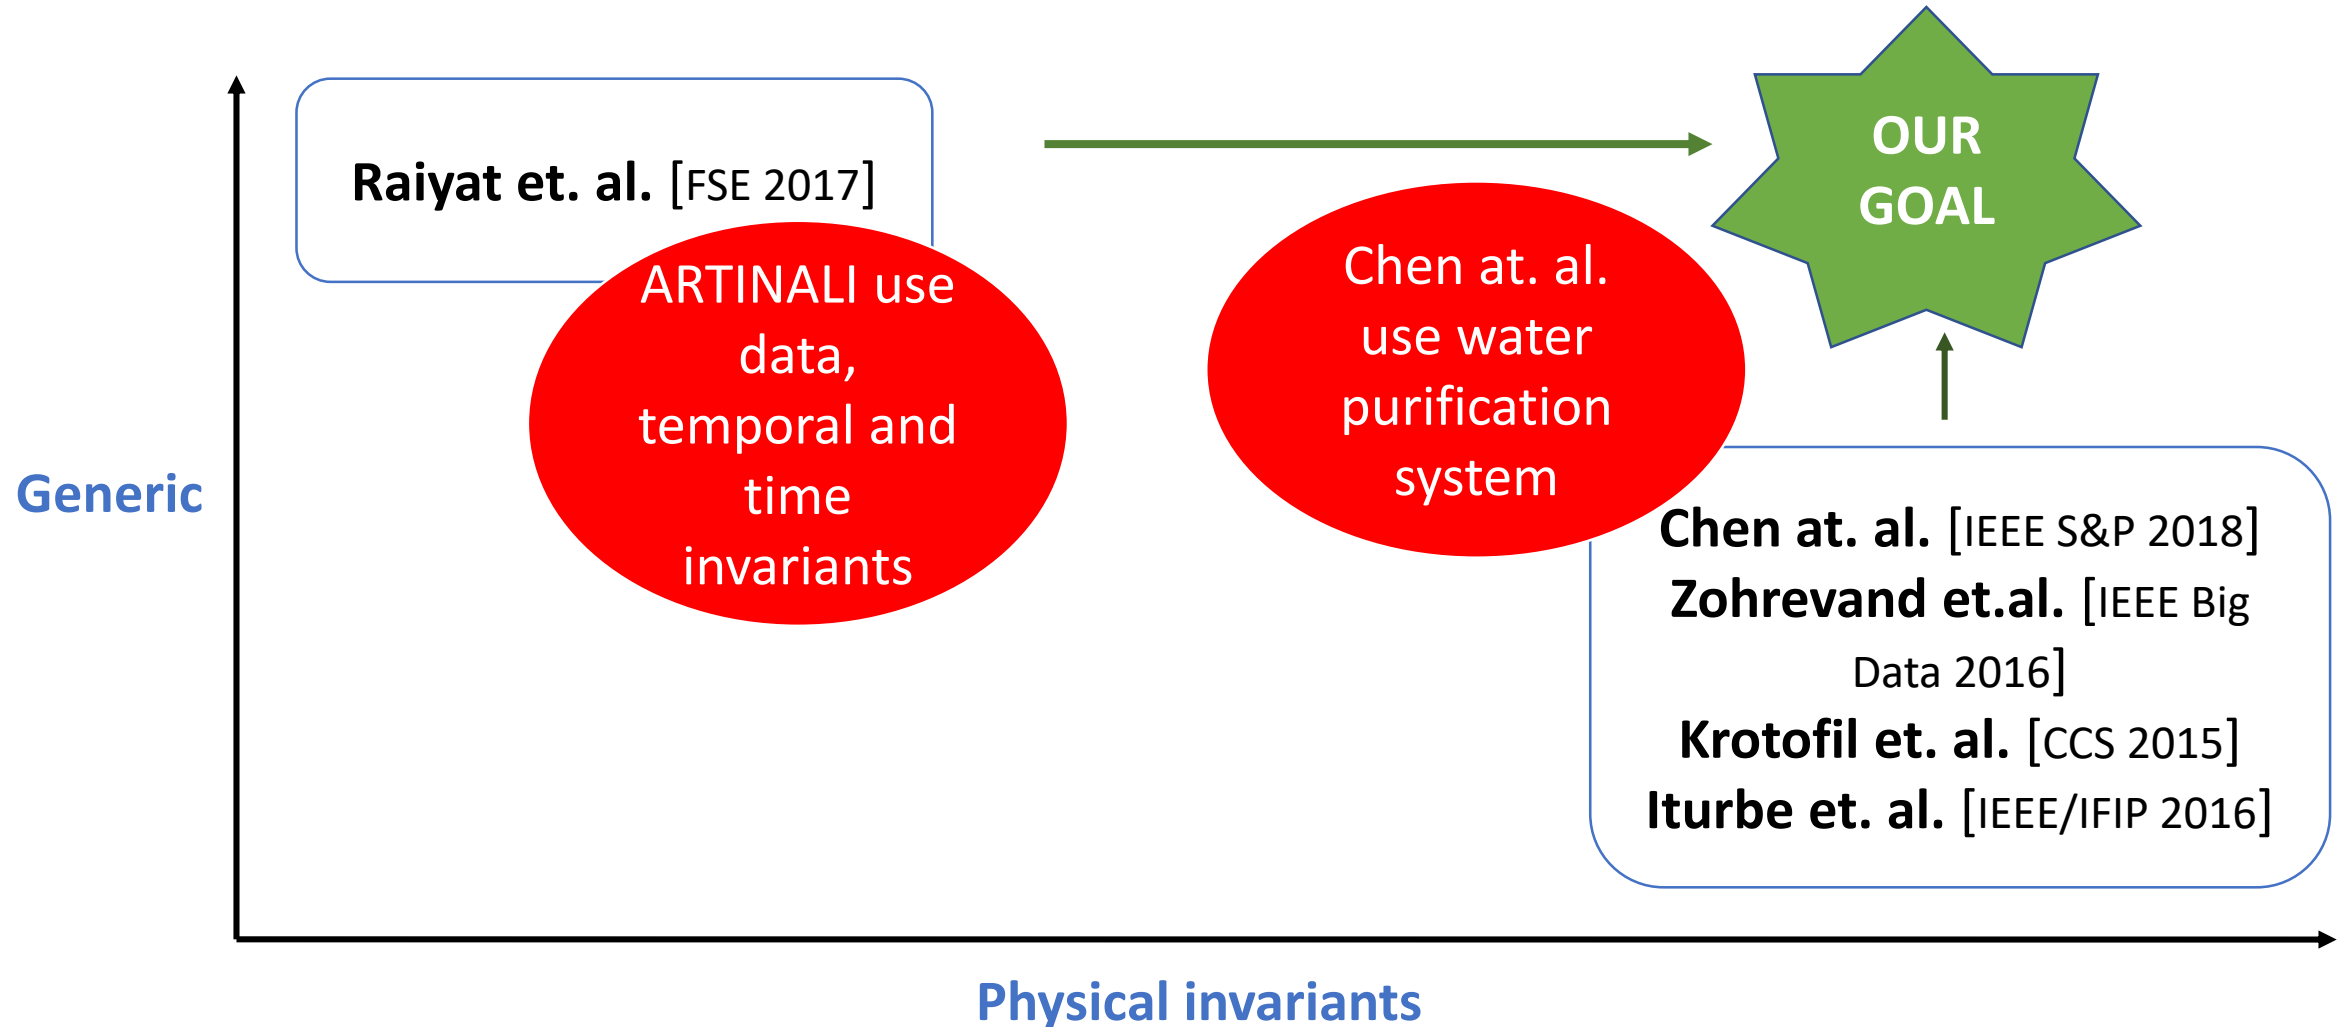 Raiyat et. al. [FSE 2017]
ARTINALI use
data,
temporal and
time
invariants
Chen at. al.
use water
purification
system
OUR
GOAL
Generic
Chen at. al. [IEEE S&P 2018]
Zohrevand et.al. [IEEE Big
Data 2016]
Krotofil et. al. [CCS 2015]
Iturbe et. al. [IEEE/IFIP 2016]
Physical invariants